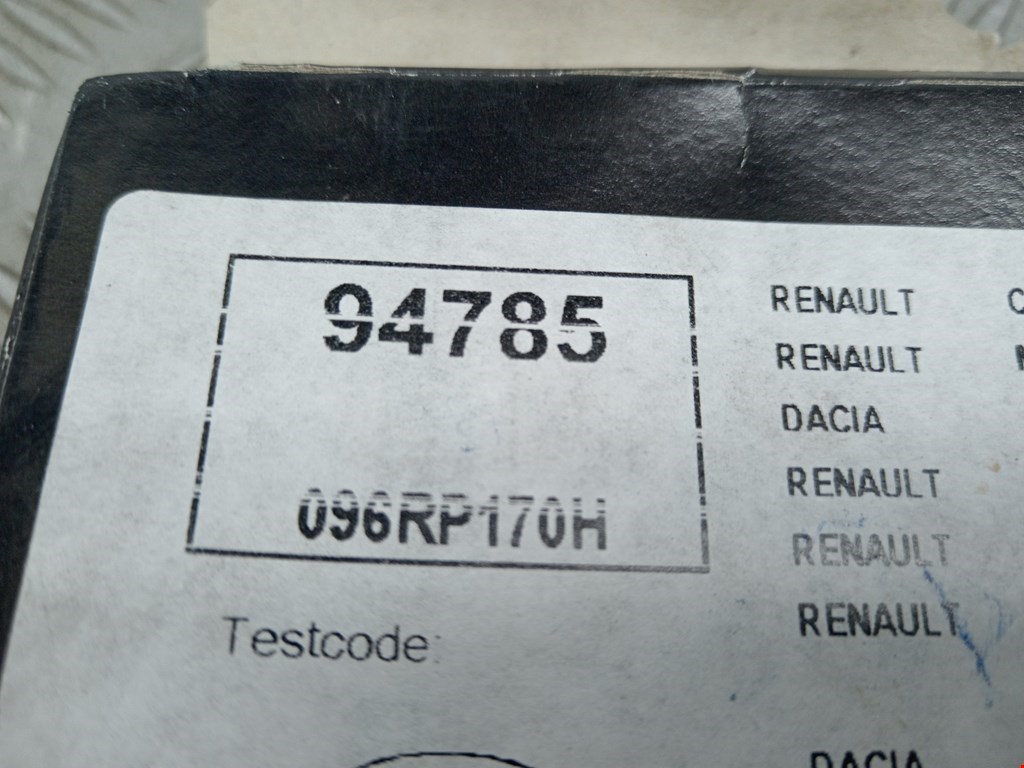 94785
096RP170H
Testcode:
RENAULT
RENAULT
DACIA
RENAULT
RENAULT
RENAULT
DACIA